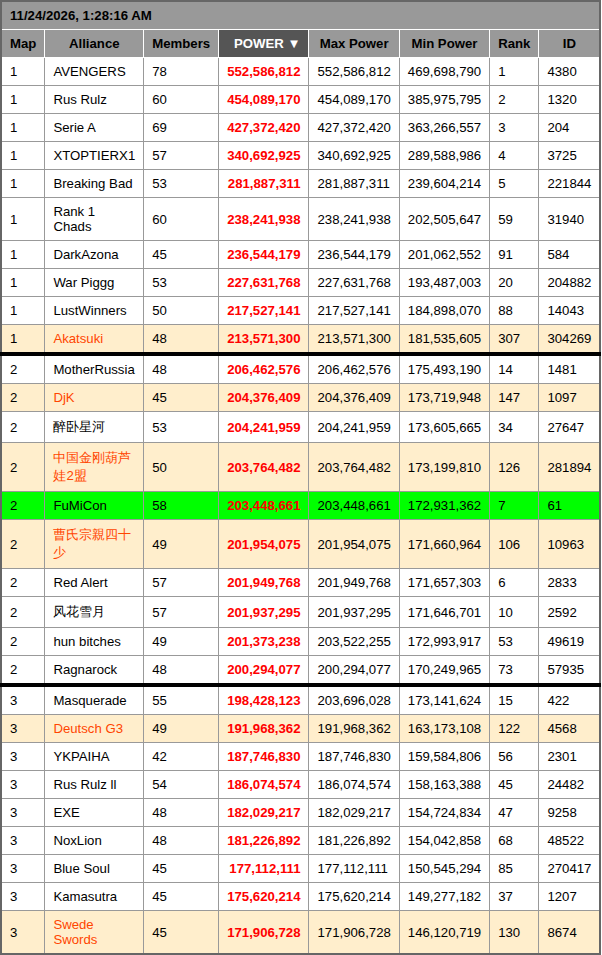 11/24/2026, 1:28:16 AM
Map Alliance Members POWER ▼ Max Power Min Power Rank ID
1 AVENGERS 78 552,586,812 552,586,812 469,698,790 1 4380
1 Rus Rulz 60 454,089,170 454,089,170 385,975,795 2 1320
1 Serie A 69 427,372,420 427,372,420 363,266,557 3 204
1 XTOPTIERX1 57 340,692,925 340,692,925 289,588,986 4 3725
1 Breaking Bad 53 281,887,311 281,887,311 239,604,214 5 221844
1 Rank 1 Chads 60 238,241,938 238,241,938 202,505,647 59 31940
1 DarkAzona 45 236,544,179 236,544,179 201,062,552 91 584
1 War Piggg 53 227,631,768 227,631,768 193,487,003 20 204882
1 LustWinners 50 217,527,141 217,527,141 184,898,070 88 14043
1 Akatsuki 48 213,571,300 213,571,300 181,535,605 307 304269
2 MotherRussia 48 206,462,576 206,462,576 175,493,190 14 1481
2 DjK 45 204,376,409 204,376,409 173,719,948 147 1097
2 醉卧星河 53 204,241,959 204,241,959 173,605,665 34 27647
2 中国金刚葫芦娃2盟 50 203,764,482 203,764,482 173,199,810 126 281894
2 FuMiCon 58 203,448,661 203,448,661 172,931,362 7 61
2 曹氏宗親四十少 49 201,954,075 201,954,075 171,660,964 106 10963
2 Red Alert 57 201,949,768 201,949,768 171,657,303 6 2833
2 风花雪月 57 201,937,295 201,937,295 171,646,701 10 2592
2 hun bitches 49 201,373,238 203,522,255 172,993,917 53 49619
2 Ragnarock 48 200,294,077 200,294,077 170,249,965 73 57935
3 Masquerade 55 198,428,123 203,696,028 173,141,624 15 422
3 Deutsch G3 49 191,968,362 191,968,362 163,173,108 122 4568
3 YKPAIHA 42 187,746,830 187,746,830 159,584,806 56 2301
3 Rus Rulz ll 54 186,074,574 186,074,574 158,163,388 45 24482
3 EXE 48 182,029,217 182,029,217 154,724,834 47 9258
3 NoxLion 48 181,226,892 181,226,892 154,042,858 68 48522
3 Blue Soul 45 177,112,111 177,112,111 150,545,294 85 270417
3 Kamasutra 45 175,620,214 175,620,214 149,277,182 37 1207
3 Swede Swords 45 171,906,728 171,906,728 146,120,719 130 8674